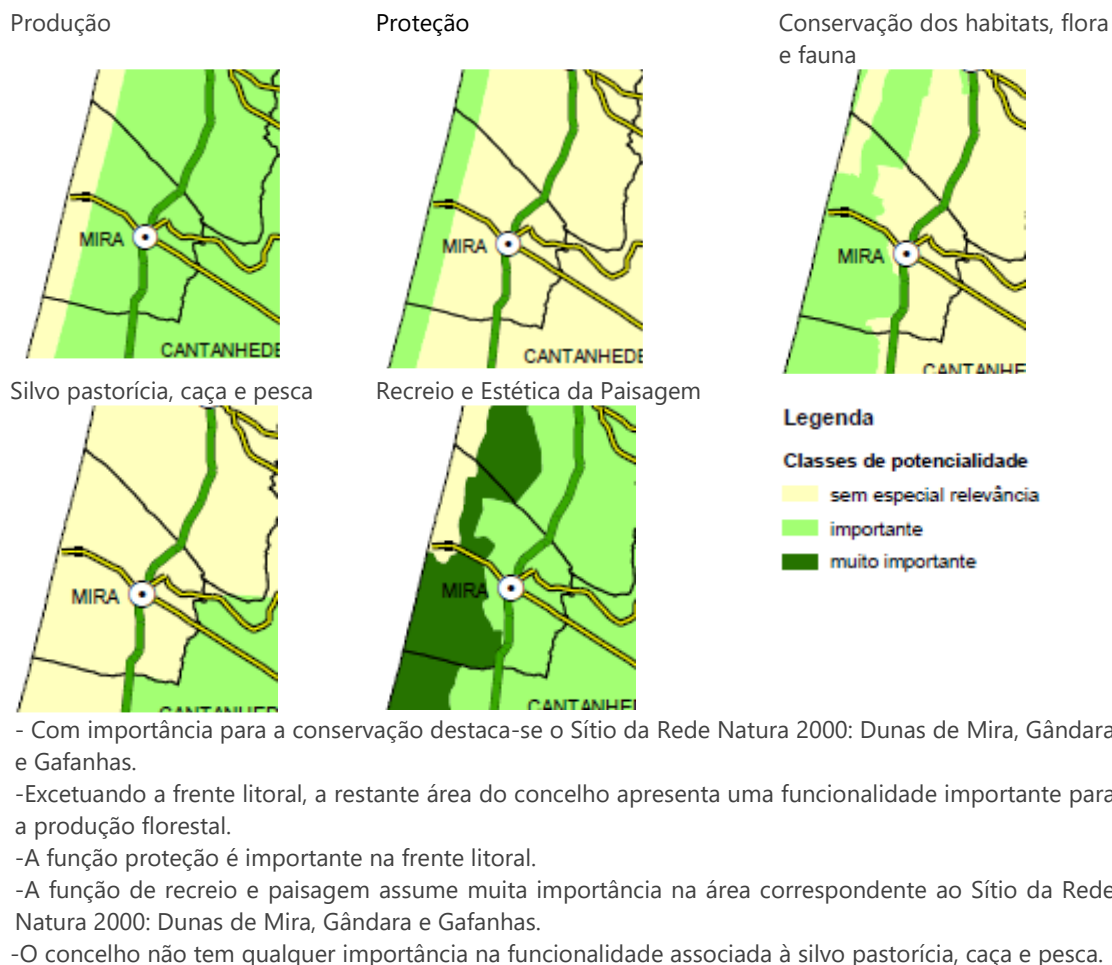 Produção
Proteção
Conservação dos habitats, flora
e fauna
MIRA
CANTANHEDE
MIRA
CANTANHEDE
MIRA
CANTANHE
Silvo pastorícia, caça e pesca
Recreio e Estética da Paisagem
MIRA
CANTANHE
MIRA
CANTANHE
Legenda
Classes de potencialidade
sem especial relevância
importante
muito importante
- Com importância para a conservação destaca-se o Sítio da Rede Natura 2000: Dunas de Mira, Gândara
e Gafanhas.
-Excetuando a frente litoral, a restante área do concelho apresenta uma funcionalidade importante para
a produção florestal.
-A função proteção é importante na frente litoral.
-A função de recreio e paisagem assume muita importância na área correspondente ao Sítio da Rede
Natura 2000: Dunas de Mira, Gândara e Gafanhas.
-O concelho não tem qualquer importância na funcionalidade associada à silvo pastorícia, caça e pesca.